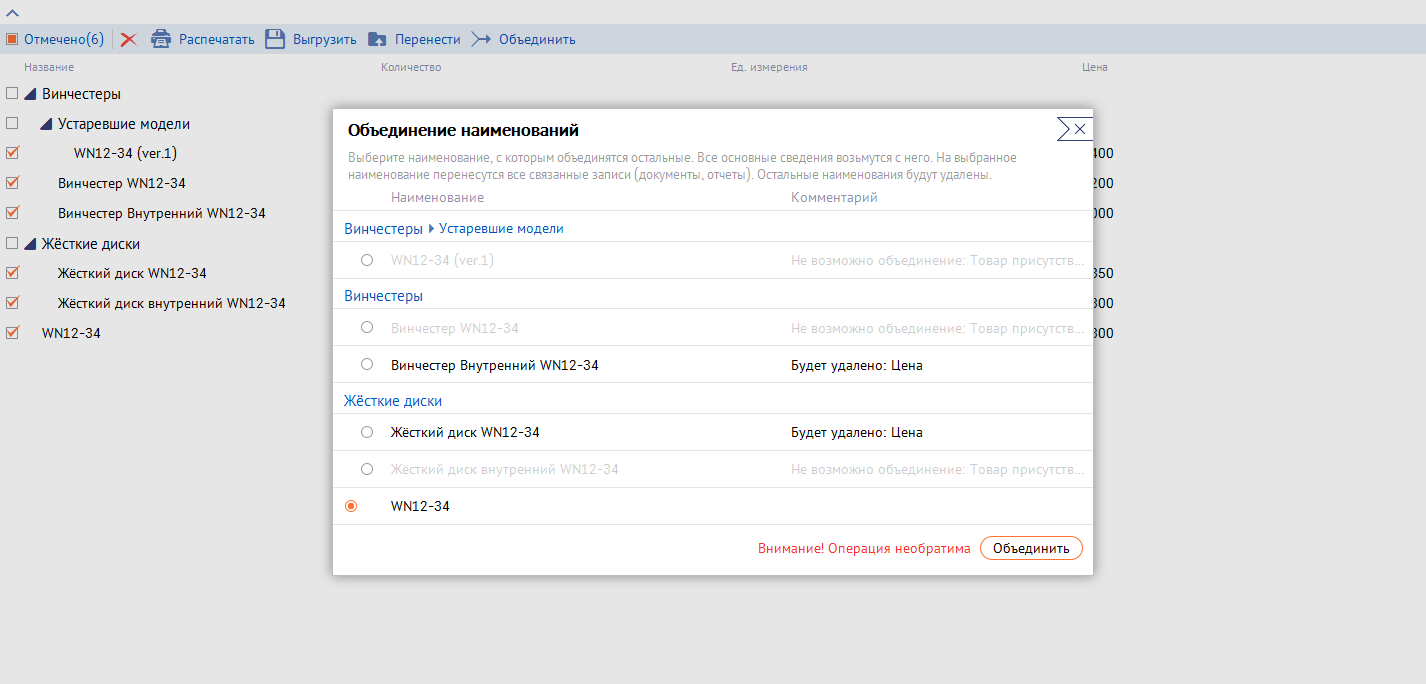 Отмечено(6) Распечатать Выгрузить Перенести Объединить
Название Количество Ед. измерения Цена
Винчестеры
Устаревшие модели
WN12-34 (ver.1)
Винчестер WN12-34
Винчестер Внутренний WN12-34
Жёсткие диски
Жёсткий диск WN12-34
Жёсткий диск внутренний WN12-34
WN12-34
400
200
000
350
300
300
Объединение наименований
Выберите наименование, с которым объединятся остальные. Все основные сведения возьмутся с него. На выбранное
наименование перенесутся все связанные записи (документы, отчеты). Остальные наименования будут удалены.
Наименование Комментарий
Винчестеры Устаревшие модели
WN12-34 (ver.1) Не возможно объединение: Товар присутств...
Винчестеры
Винчестер WN12-34 Не возможно объединение: Товар присутств...
Винчестер Внутренний WN12-34 Будет удалено: Цена
Жёсткие диски
Жёсткий диск WN12-34 Будет удалено: Цена
Жёсткий диск внутренний WN12-34 Не возможно объединение: Товар присутств...
WN12-34
Внимание! Операция необратима Объединить